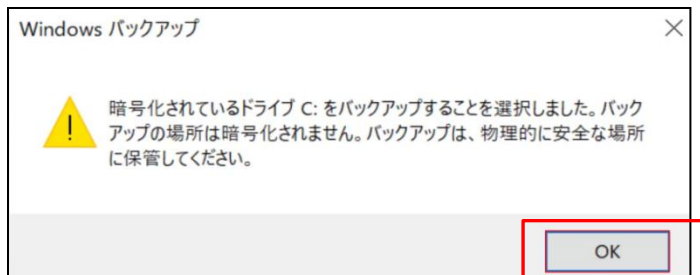 Windows バックアップ
暗号化されているドライブ C: をバックアップすることを選択しました。バック
アップの場所は暗号化されません。バックアップは、物理的に安全な場所
に保管してください。
OK